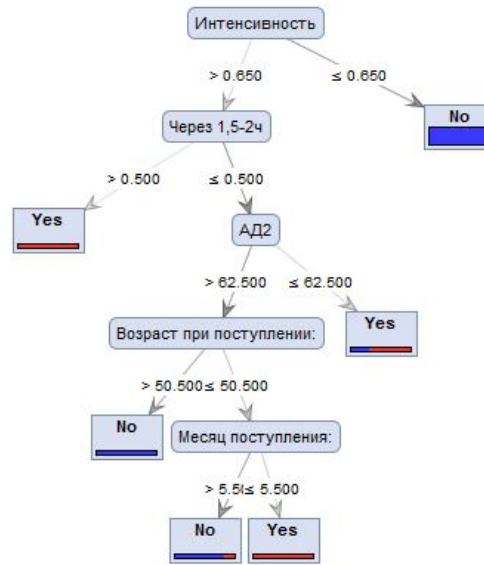 Интенсивность
> 0.650 ≤ 0.650
Через 1,5-2ч
No
> 0.500 ≤ 0.500
Yes
АД2
> 62.500 ≤ 62.500
Возраст при поступлении:
Yes
> 50.500 ≤ 50.500
No
Месяц поступления:
> 5.50 ≤ 5.500
No Yes